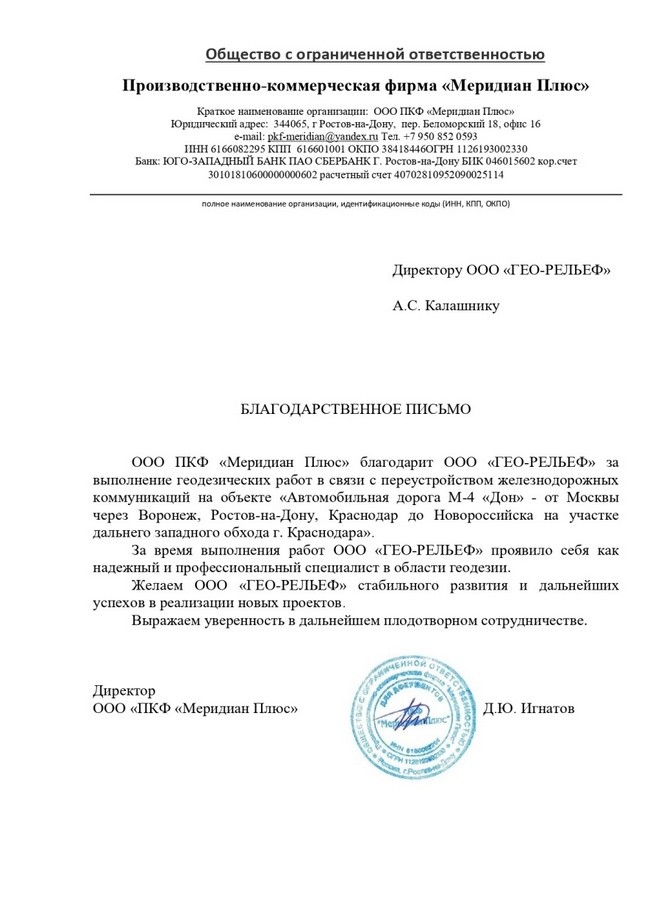 Общество с ограниченной ответственностью
Производственно-коммерческая фирма «Меридиан Плюс»
Краткое наименование организации: ООО ПКФ «Меридиан Плюс»
Юридический адрес: 344065, г Ростов-на-Дону, пер. Беломорский 18, офис 16
e-mail: pkf-meridian@yandex.ru Тел. +7 950 852 0593
ИНН 6166082295 КПП 616601001 ОКПО 38418446ОГРН 1126193002330
Банк: ЮГО-ЗАПАДНЫЙ БАНК ПАО СБЕРБАНК Г. Ростов-на-Дону БИК 046015602 кор.счет
30101810600000000602 расчетный счет 40702810952090025114
полное наименование организации, идентификационные коды (ИНН, КПП, ОКПО)
Директору ООО «ГЕО-РЕЛЬЕФ»
А.С. Калашнику
БЛАГОДАРСТВЕННОЕ ПИСЬМО
ООО ПКФ «Меридиан Плюс» благодарит ООО «ГЕО-РЕЛЬЕФ» за
выполнение геодезических работ в связи с переустройством железнодорожных
коммуникаций на объекте «Автомобильная дорога М-4 «Дон» - от Москвы
через Воронеж, Ростов-на-Дону, Краснодар до Новороссийска на участке
дальнего западного обхода г. Краснодара».
За время выполнения работ ООО «ГЕО-РЕЛЬЕФ» проявило себя как
надежный и профессиональный специалист в области геодезии.
Желаем ООО «ГЕО-РЕЛЬЕФ» стабильного развития и дальнейших
успехов в реализации новых проектов.
Выражаем уверенность в дальнейшем плодотворном сотрудничестве.
Директор
ООО «ПКФ «Меридиан Плюс»
Д.Ю. Игнатов
ОБЩЕСТВО С ОГРАНИЧЕННОЙ ОТВЕТСТВЕННОСТЬЮ
ДЛЯ ДОКУМЕНТОВ
ПКФ
"Меридиан Плюс"
Россия, г.Ростов-на-Дону